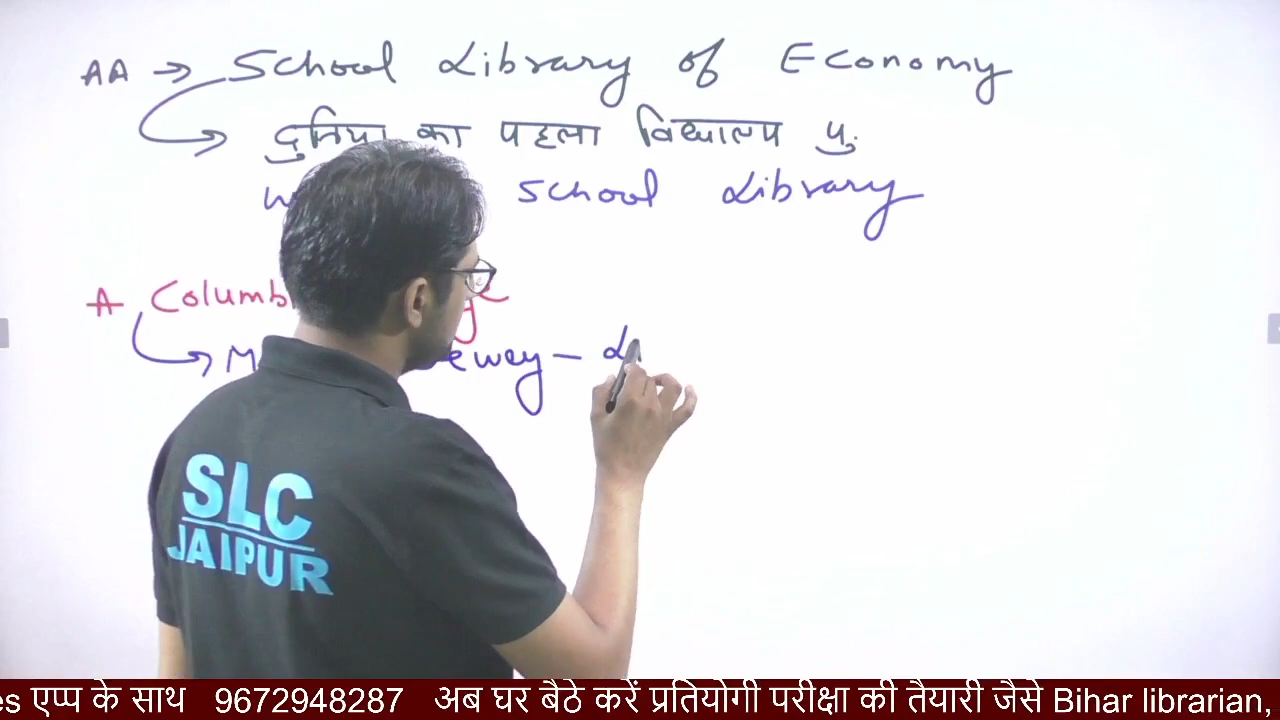 AA → School Library of Economy
दुनिया का पहला विद्यालय पु.
School Library
A Columb
M ewey – Li
SLC
JAIPUR
es एप्प के साथ 9672948287 अब घर बैठे करें प्रतियोगी परीक्षा की तैयारी जैसे Bihar librarian,